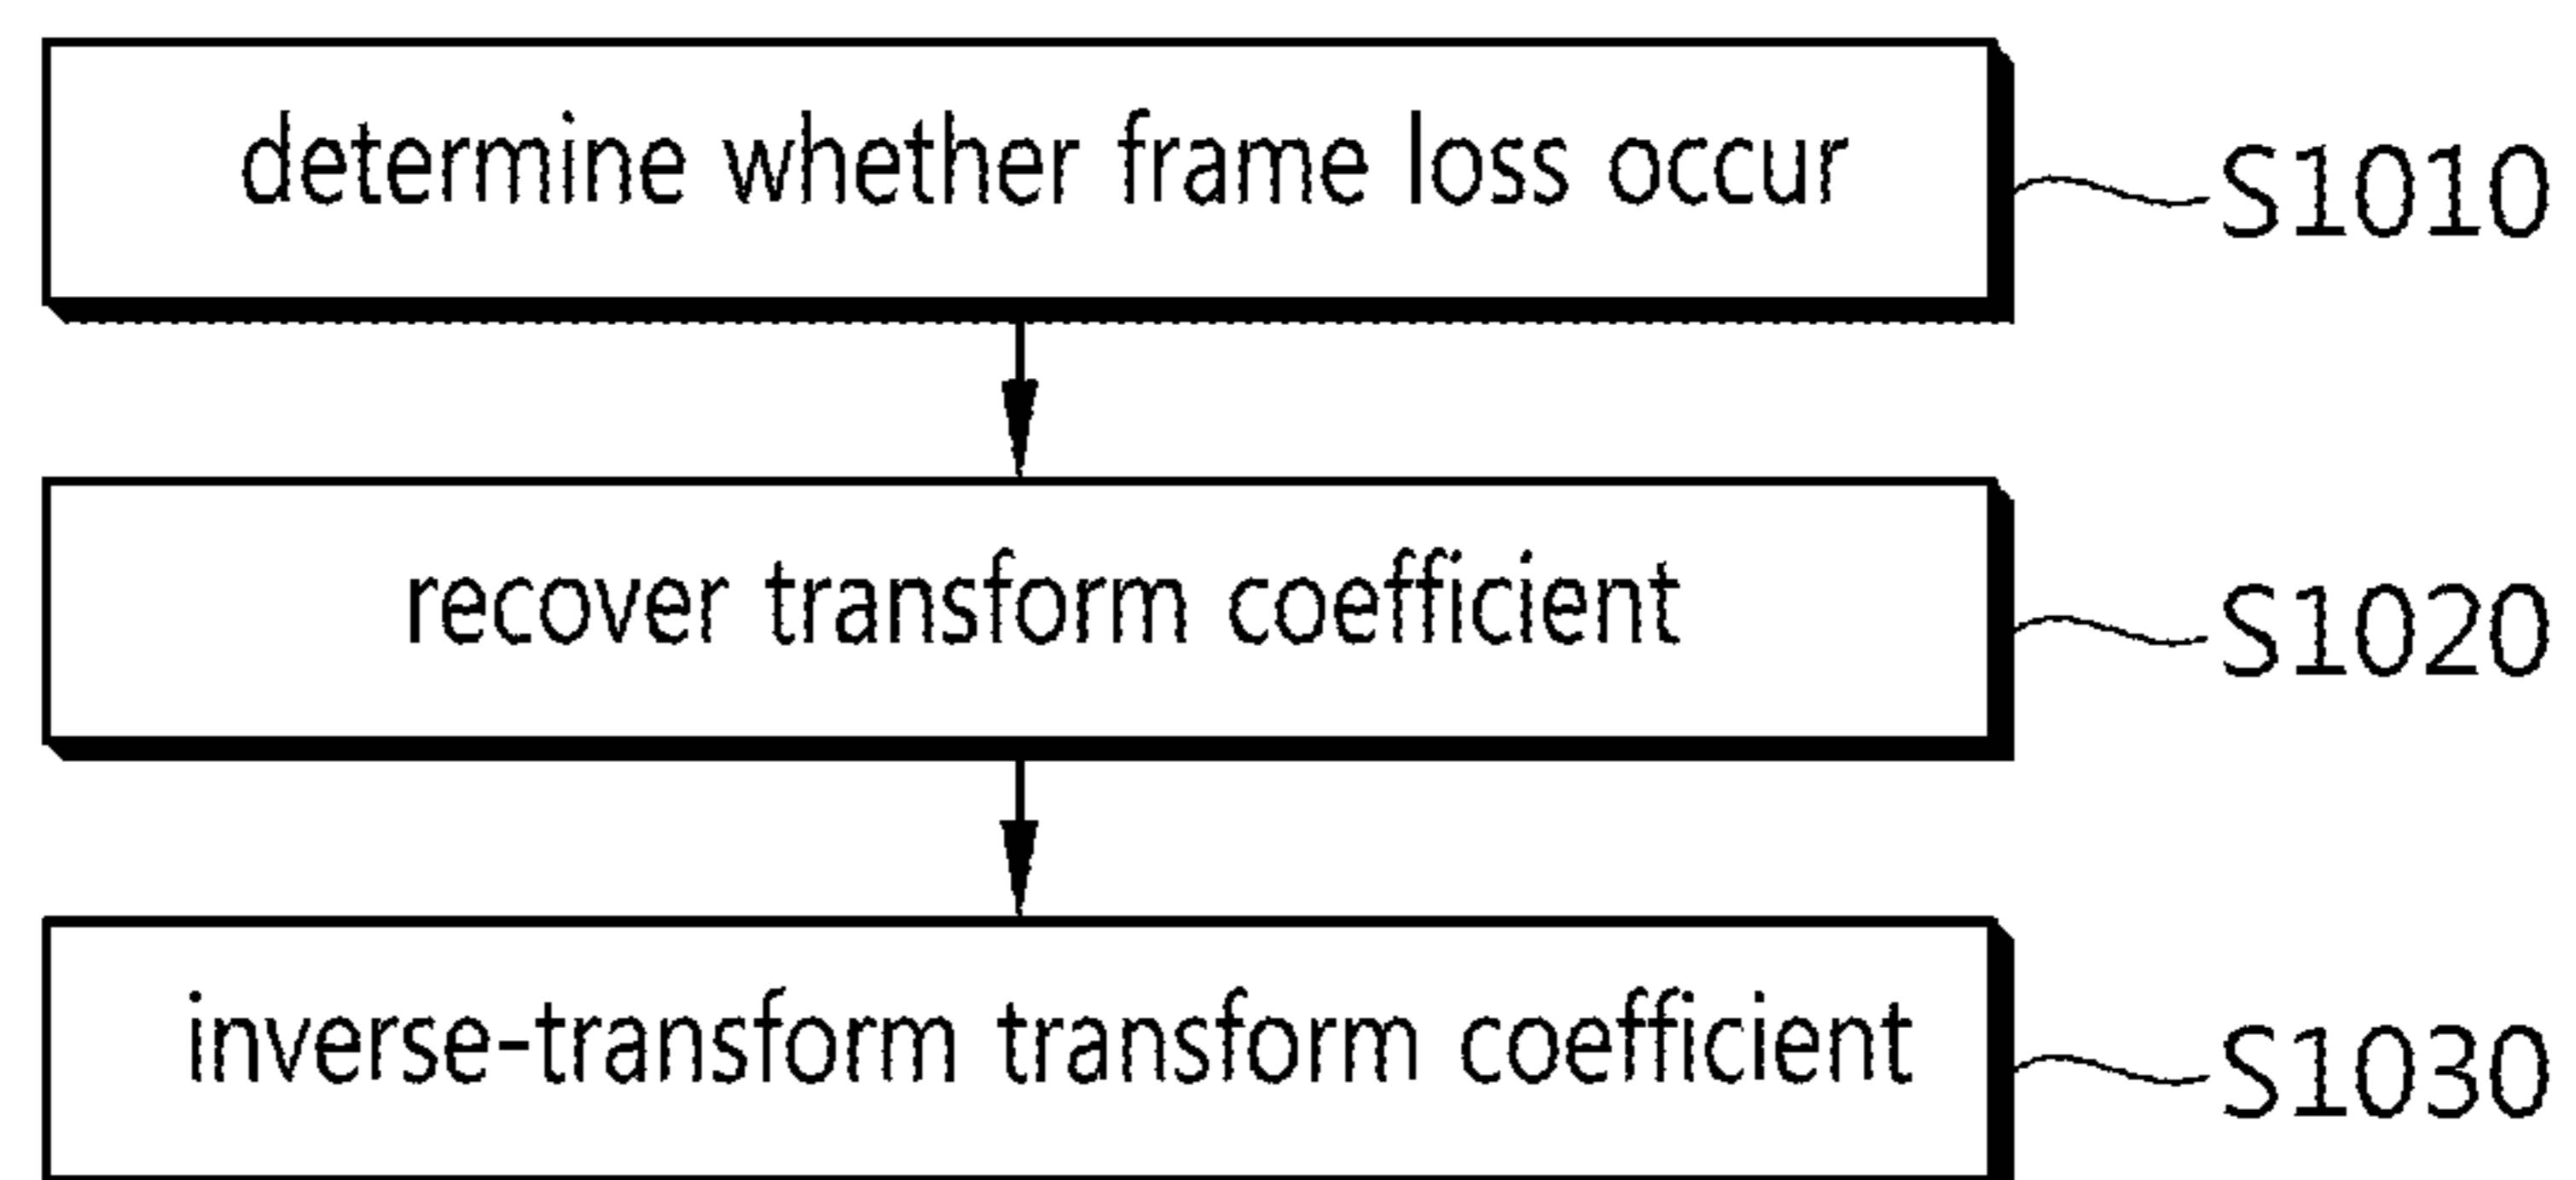 determine whether frame loss occur
S1010
recover transform coefficient
S1020
inverse-transform transform coefficient
S1030